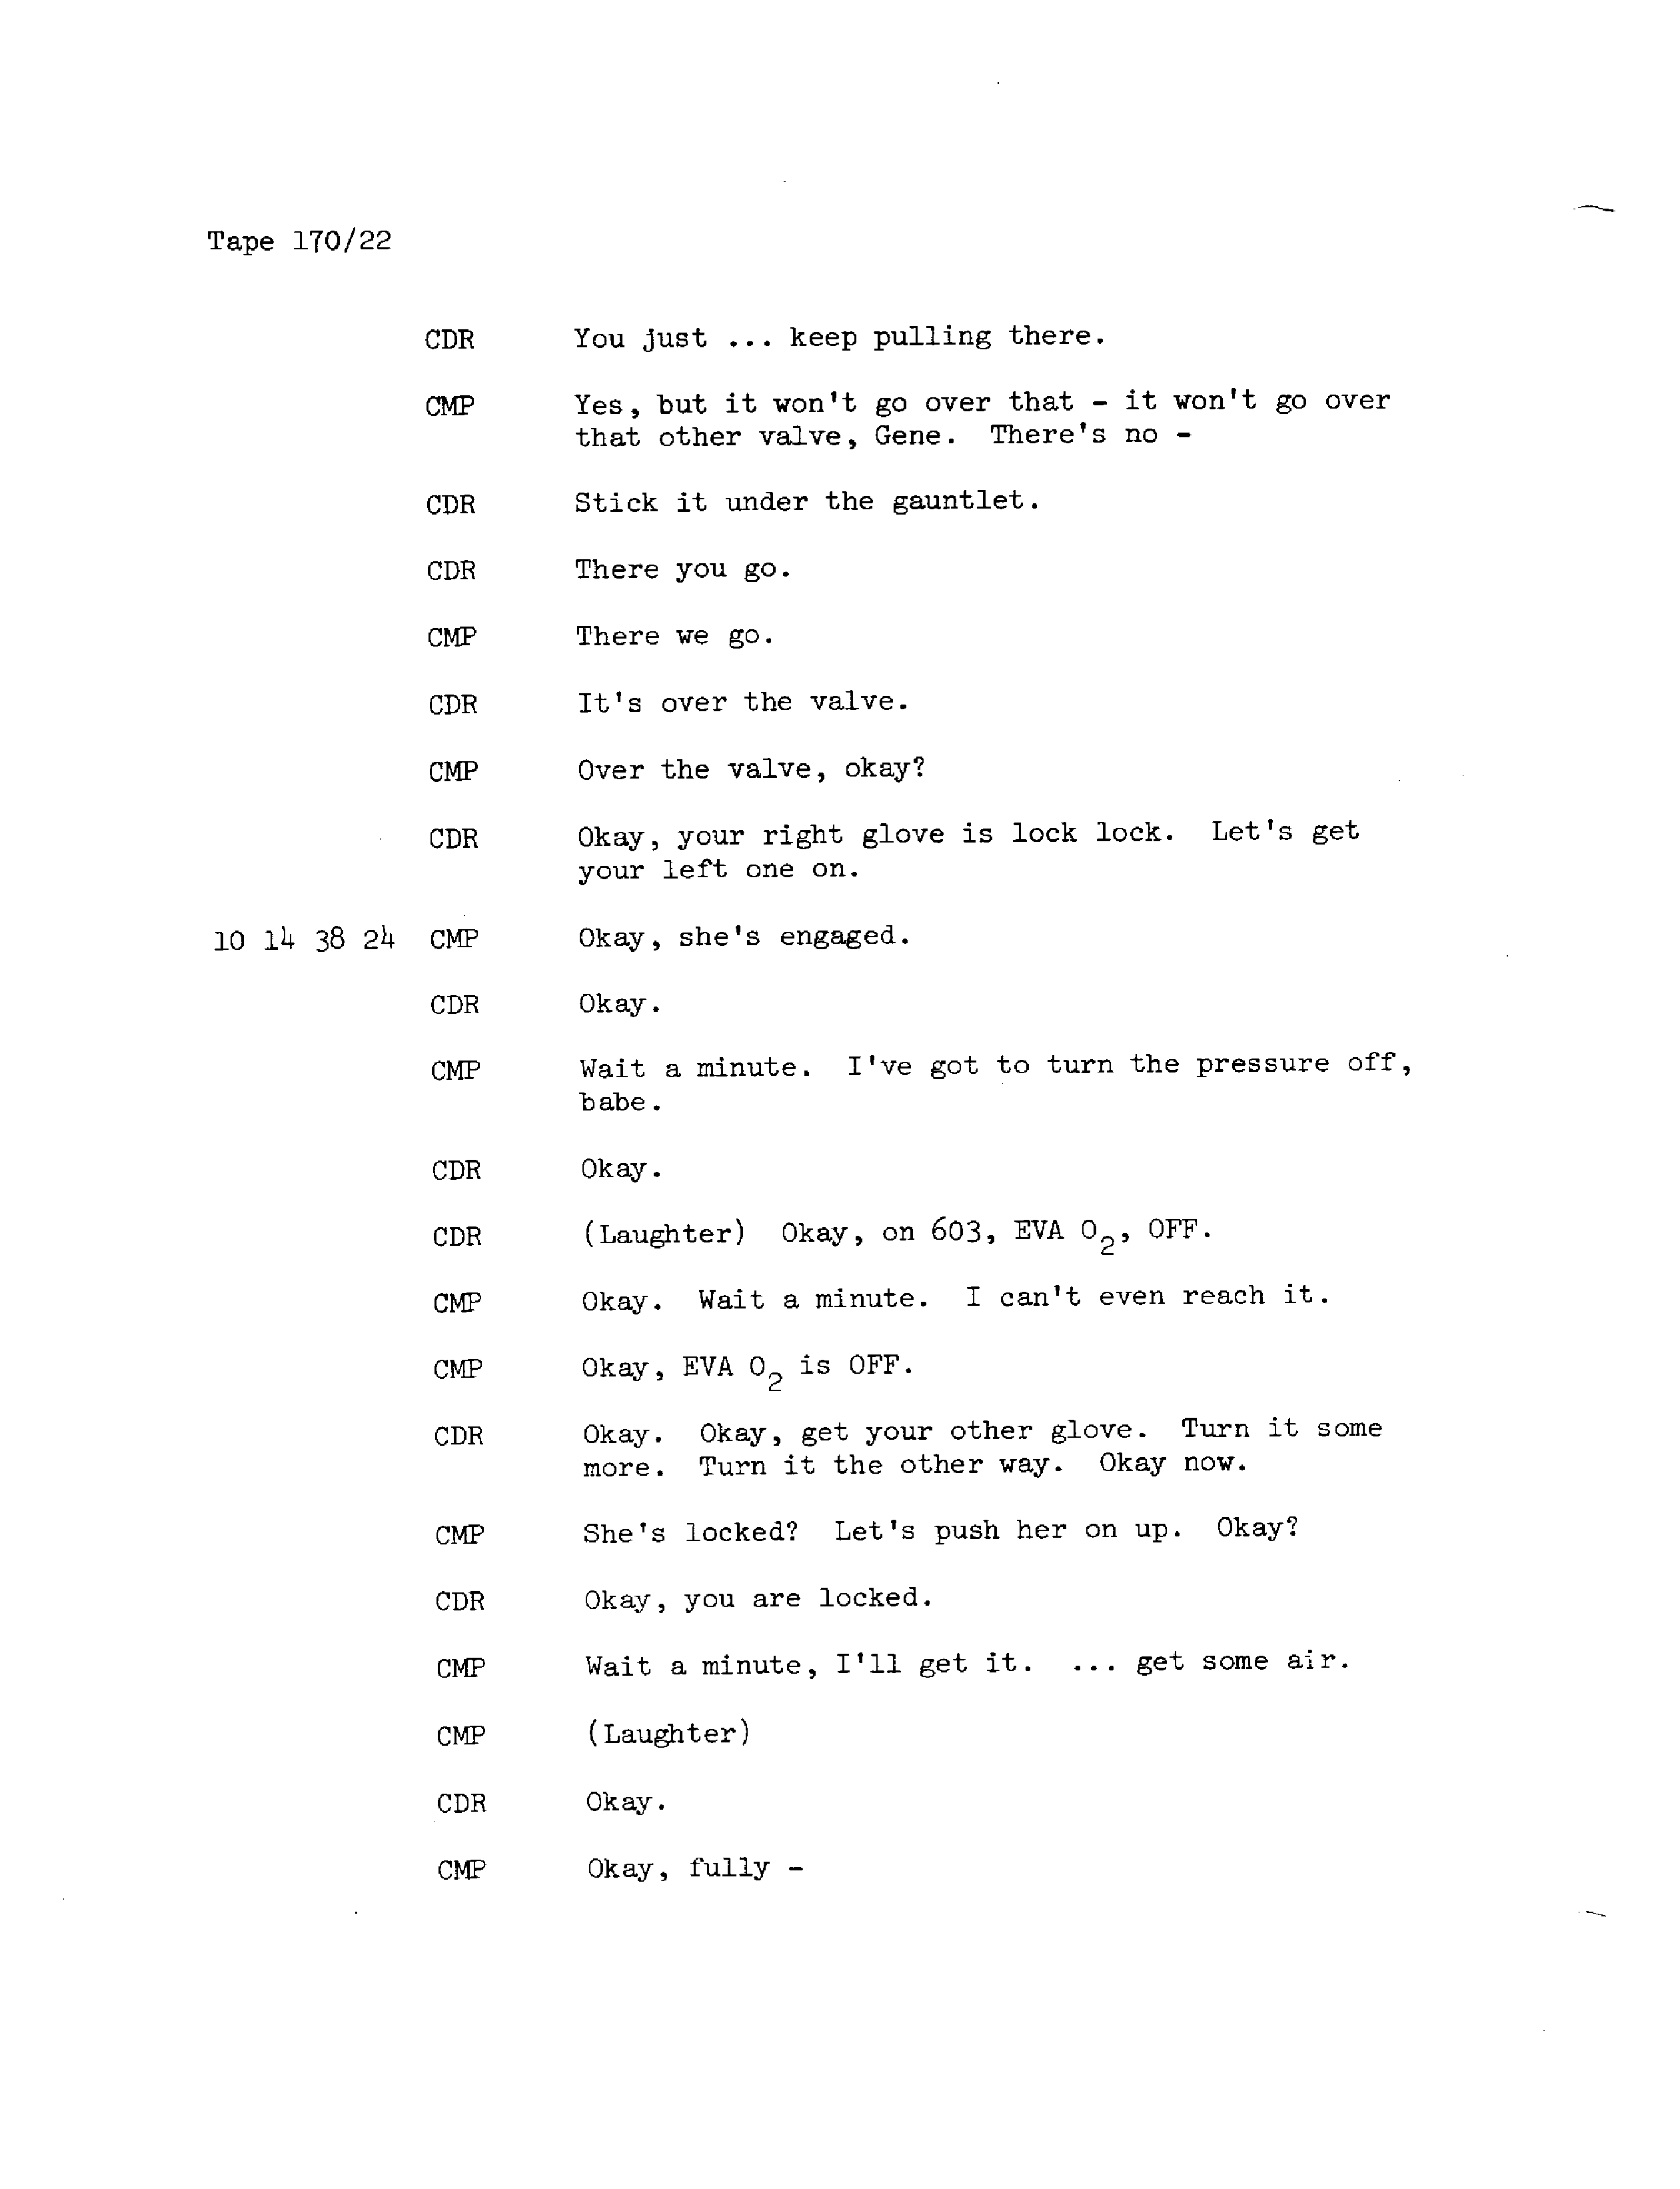 Tape 170/22
CDR You just ... keep pulling there.
CMP Yes, but it won't go over that - it won't go over
that other valve, Gene. There's no -
CDR Stick it under the gauntlet.
CDR There you go.
CMP There we go.
CDR It's over the valve.
CMP Over the valve, okay?
CDR Okay, your right glove is lock lock. Let's get
your left one on.
10 14 38 24 CMP Okay, she's engaged.
CDR Okay.
CMP Wait a minute. I've got to turn the pressure off,
babe.
CDR Okay.
CDR (Laughter) Okay, on 603, EVA O₂, OFF.
CMP Okay. Wait a minute. I can't even reach it.
CMP Okay, EVA O₂ is OFF.
CDR Okay. Okay, get your other glove. Turn it some
more. Turn it the other way. Okay now.
CMP She's locked? Let's push her on up. Okay?
CDR Okay, you are locked.
CMP Wait a minute, I'll get it. ... get some air.
CMP (Laughter)
CDR Okay.
CMP Okay, fully -